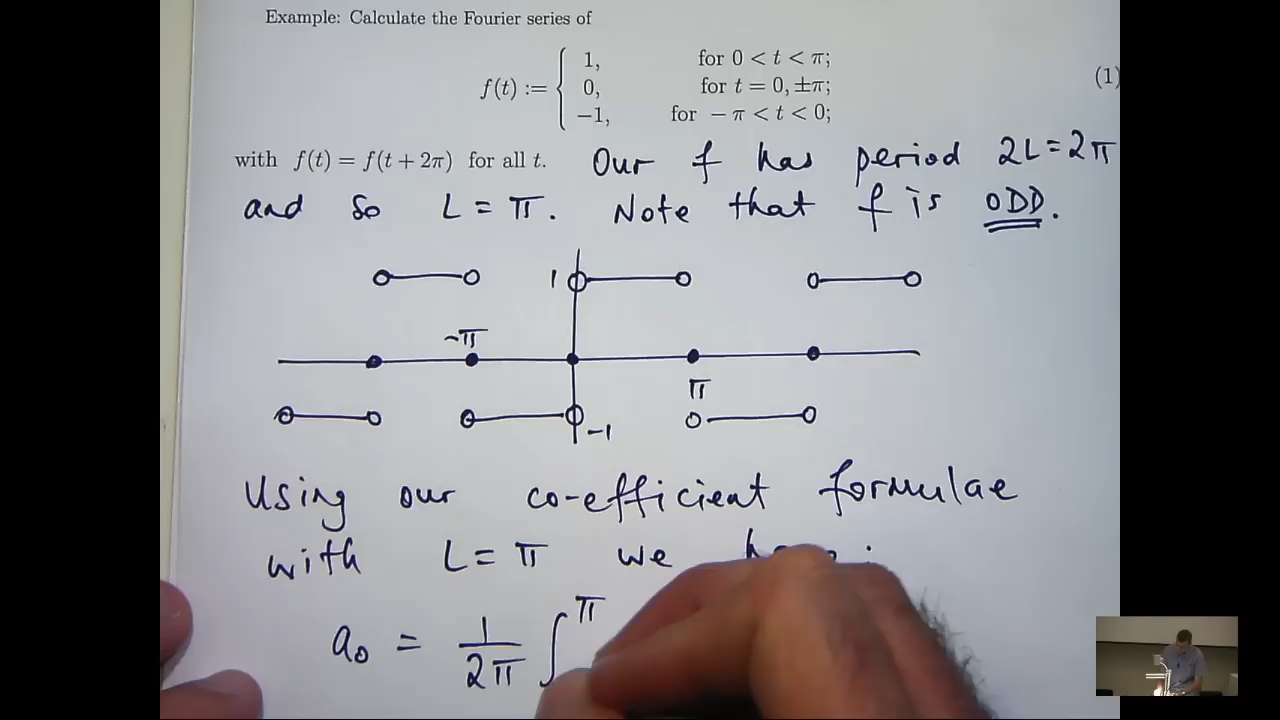 Example: Calculate the Fourier series of
f(t) := { 1, for 0 < t < π;
0, for t = 0, ±π;
−1, for − π < t < 0;
(1)
with f(t) = f(t + 2π) for all t. Our f has period 2L = 2π
and so L = π. Note that f is ODD.
1
-π
π
-1
Using our co-efficient formulae
with L = π we
a₀ = 1/2π ∫ π